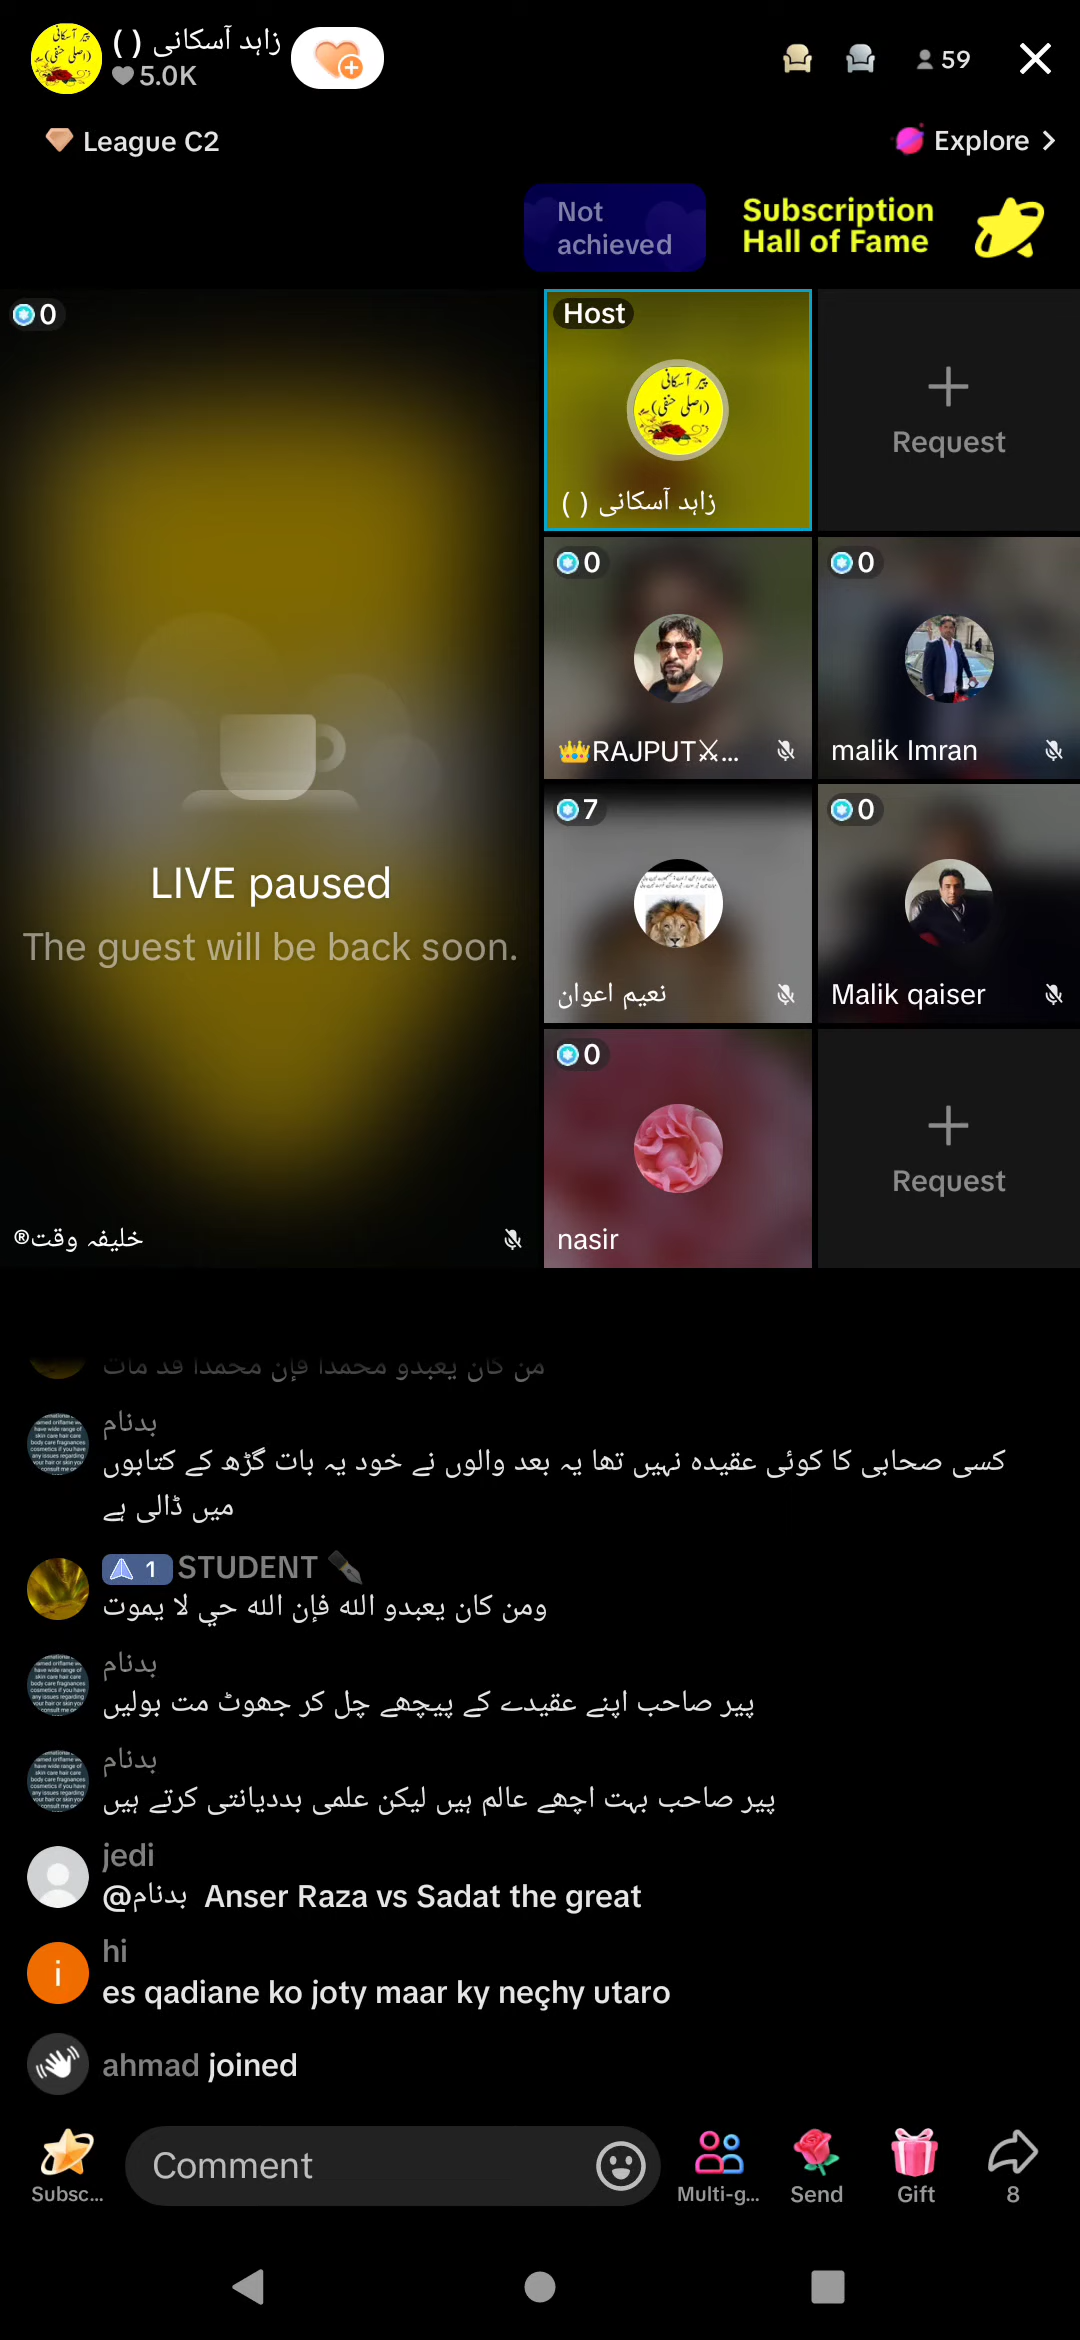 زاہد آسکانی ( )
5.0K
59
League C2
Explore
Not
achieved
Subscription
Hall of Fame
0
LIVE paused
The guest will be back soon.
خلیفہ وقت®
Host
پیر آسکانی
(اصلی حنفی)
زاہد آسکانی ( )
Request
0
👑RAJPUT⚔...
0
malik Imran
7
نعیم اعوان
0
Malik qaiser
0
nasir
Request
من كان يعبدو محمدا فإن محمدا قد مات
بدنام
کسی صحابی کا کوئی عقیدہ نہیں تھا یہ بعد والوں نے خود یہ بات گڑھ کے کتابوں
میں ڈالی ہے
1 STUDENT ✒
ومن كان يعبدو الله فإن الله حي لا يموت
بدنام
پیر صاحب اپنے عقیدے کے پیچھے چل کر جھوٹ مت بولیں
بدنام
پیر صاحب بہت اچھے عالم ہیں لیکن علمی بددیانتی کرتے ہیں
jedi
@بدنام Anser Raza vs Sadat the great
hi
i
es qadiane ko joty maar ky neçhy utaro
ahmad joined
Subsc...
Comment
Multi-g...
Send
Gift
8